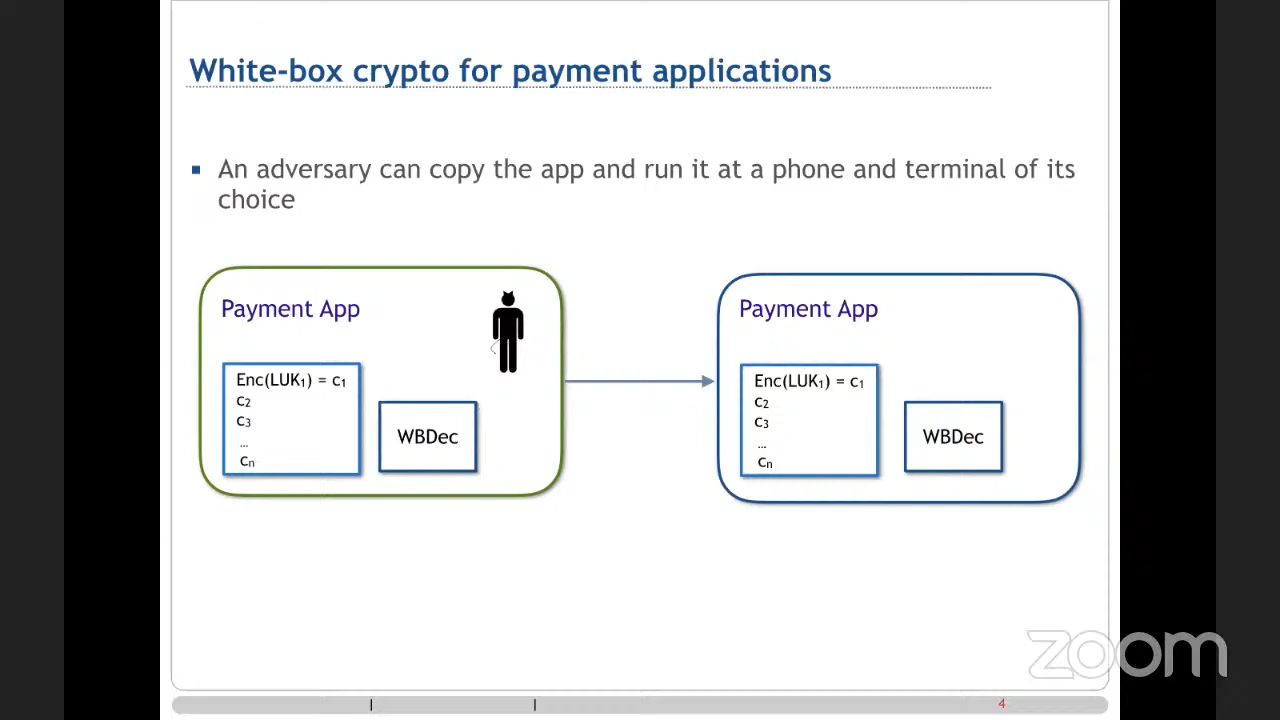 White-box crypto for payment applications
An adversary can copy the app and run it at a phone and terminal of its
choice
Payment App
Enc(LUK₁) = c₁
c₂
c₃
...
cₙ
WBDec
Payment App
Enc(LUK₁) = c₁
c₂
c₃
...
cₙ
WBDec
zoom
4